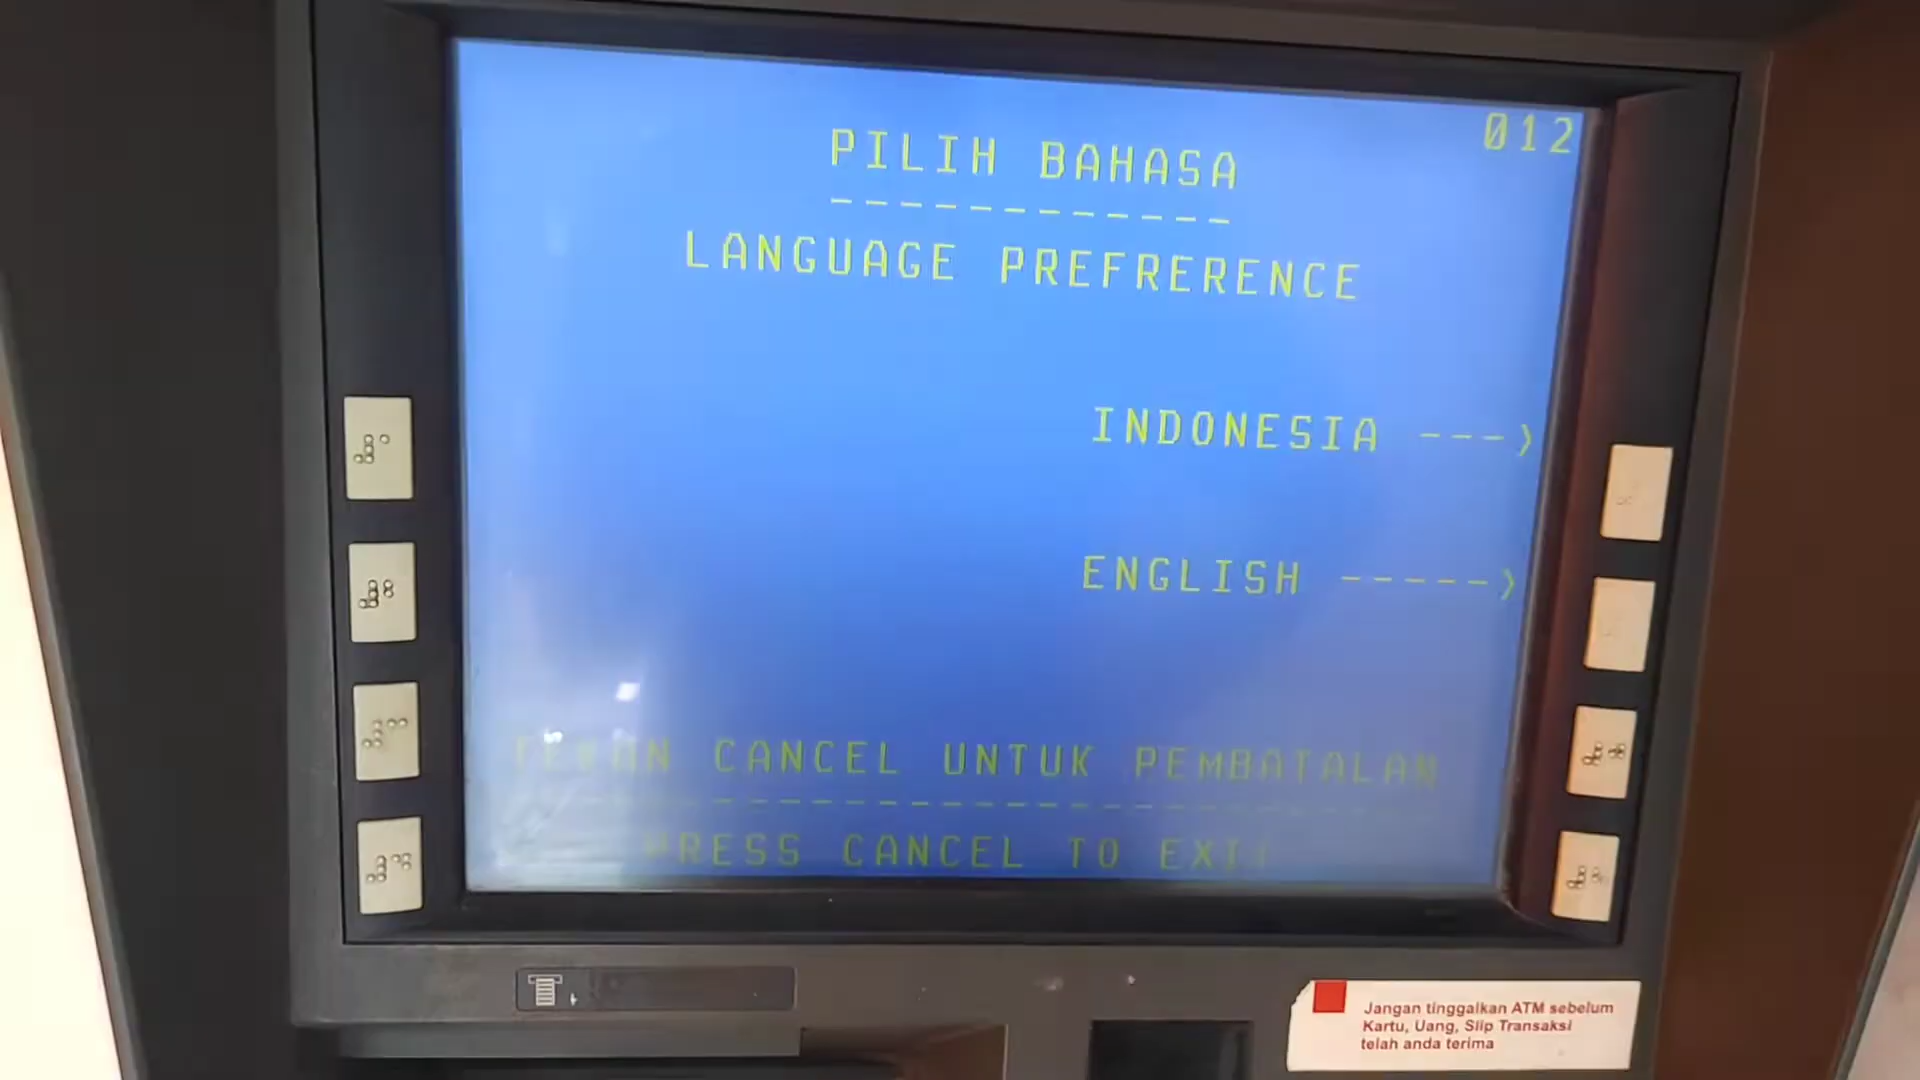 012
PILIH BAHASA
------------
LANGUAGE PREFRERENCE
INDONESIA --->
ENGLISH ----->
TEKAN CANCEL UNTUK PEMBATALAN
----------------------------
PRESS CANCEL TO EXIT
Jangan tinggalkan ATM sebelum
Kartu, Uang, Slip Transaksi
telah anda terima